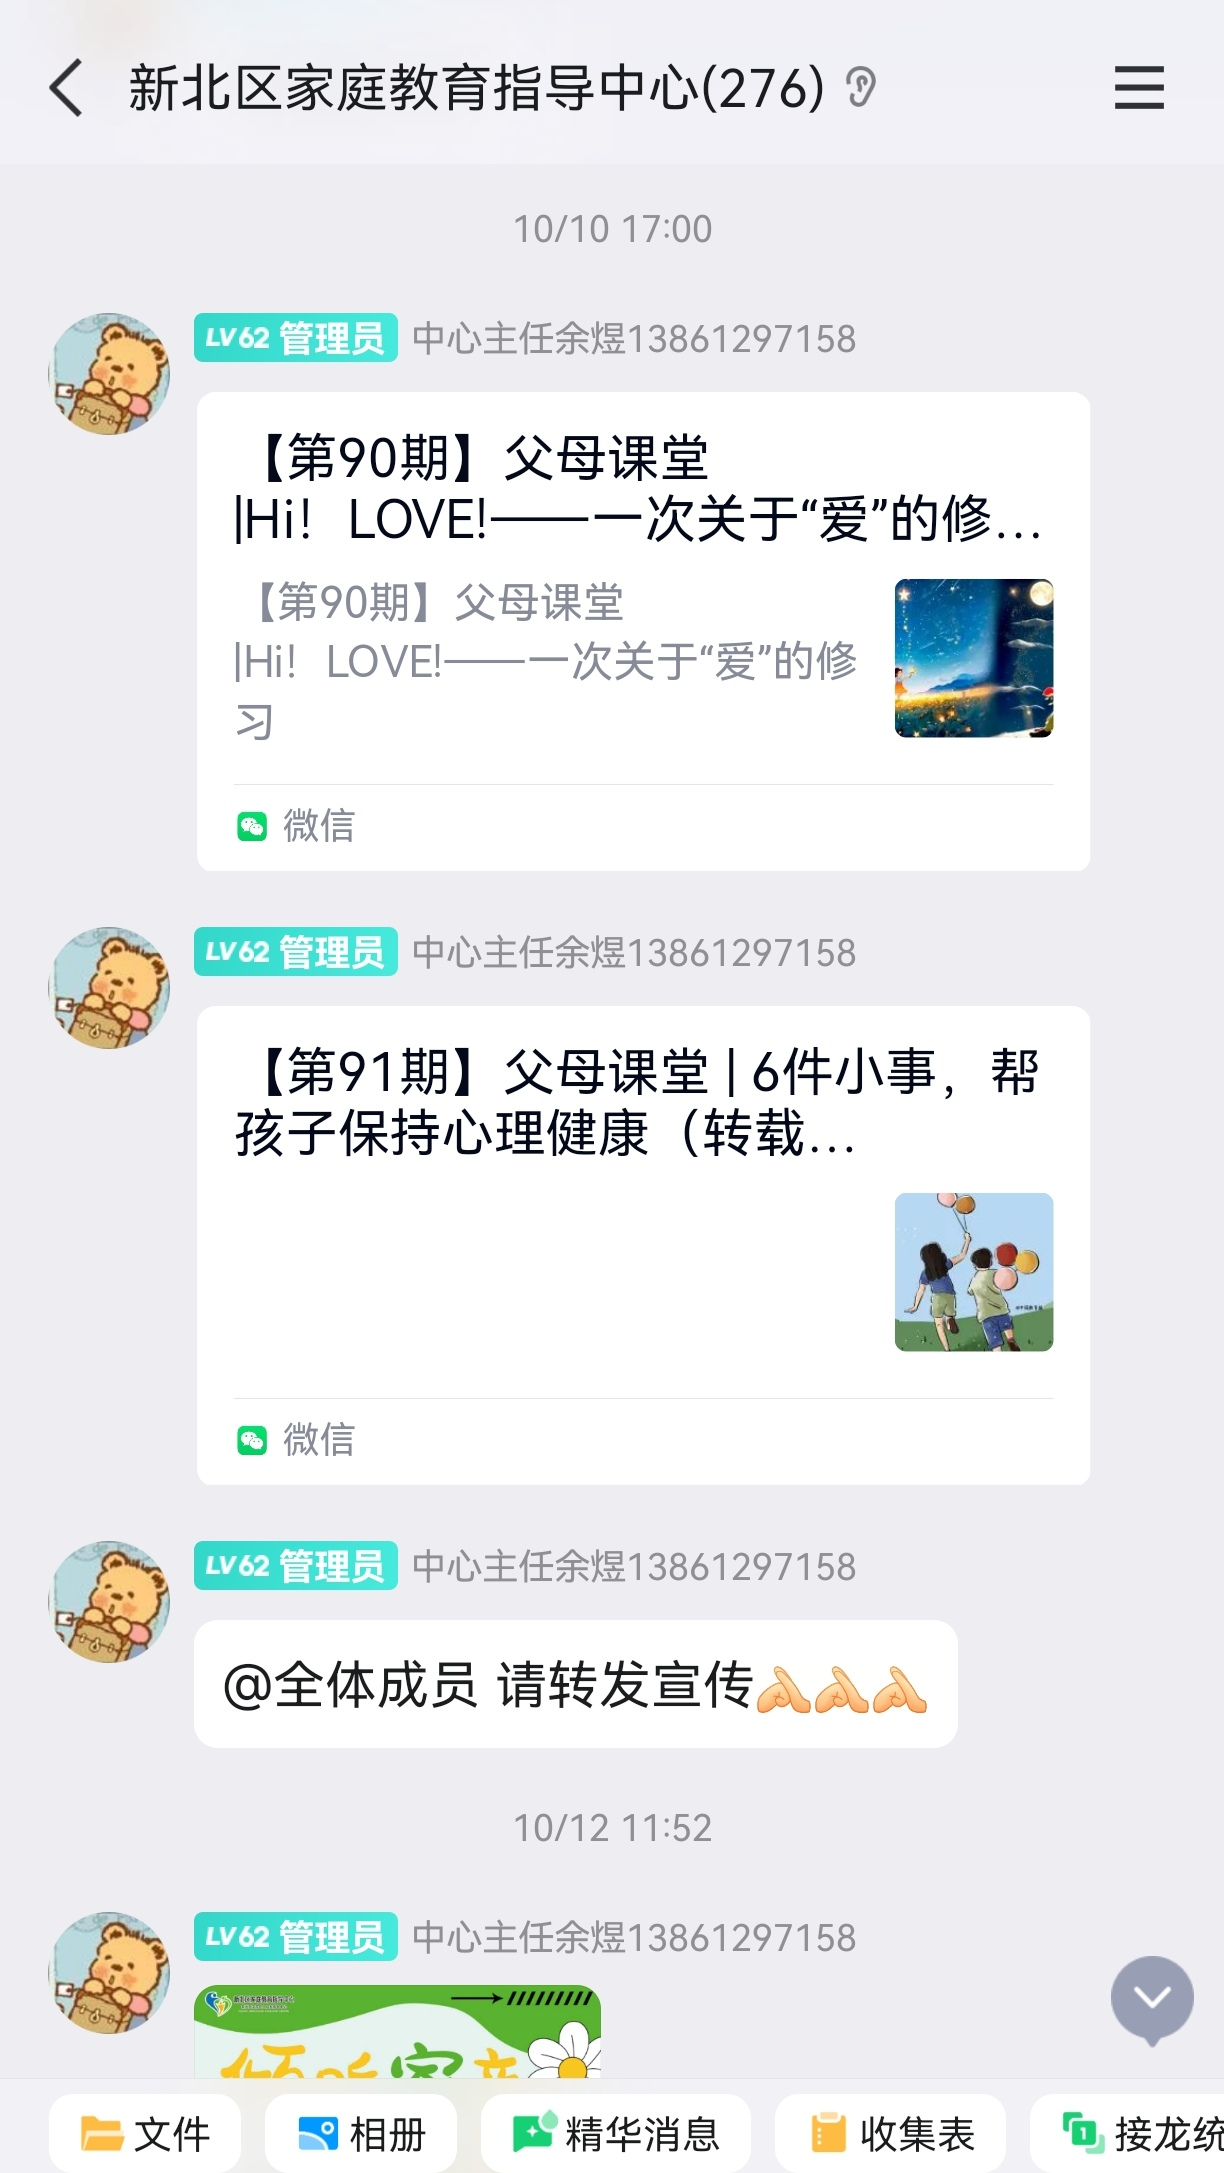 新北区家庭教育指导中心(276)
10/10 17:00
LV62 管理员 中心主任余煜13861297158
【第90期】父母课堂
|Hi！LOVE!——一次关于“爱”的修…
【第90期】父母课堂
|Hi！LOVE!——一次关于“爱”的修
习
微信
LV62 管理员 中心主任余煜13861297158
【第91期】父母课堂 | 6件小事，帮
孩子保持心理健康（转载…
微信
LV62 管理员 中心主任余煜13861297158
@全体成员 请转发宣传
10/12 11:52
LV62 管理员 中心主任余煜13861297158
文件
相册
精华消息
收集表
接龙统